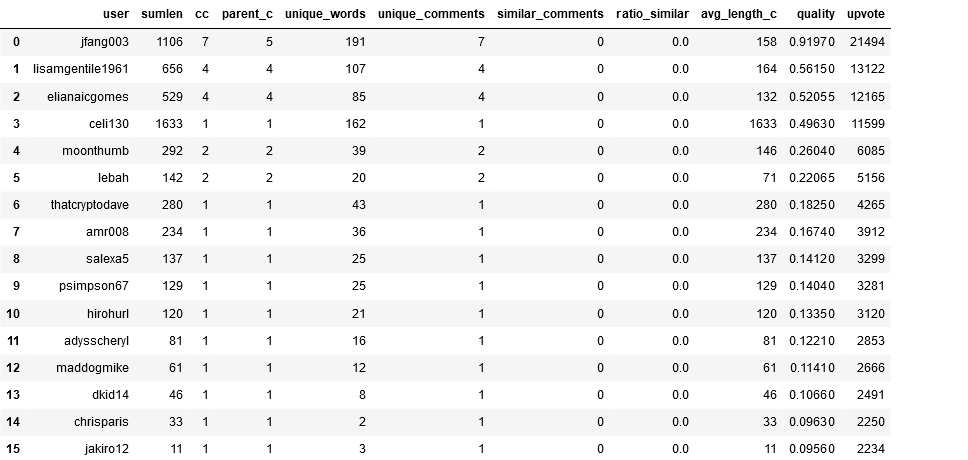 user sumlen cc parent_c unique_words unique_comments similar_comments ratio_similar avg_length_c quality upvote
0 jfang003 1106 7 5 191 7 0 0.0 158 0.91970 21494
1 lisamgentile1961 656 4 4 107 4 0 0.0 164 0.56150 13122
2 elianaicgomes 529 4 4 85 4 0 0.0 132 0.52055 12165
3 celi130 1633 1 1 162 1 0 0.0 1633 0.49630 11599
4 moonthumb 292 2 2 39 2 0 0.0 146 0.26040 6085
5 lebah 142 2 2 20 2 0 0.0 71 0.22065 5156
6 thatcryptodave 280 1 1 43 1 0 0.0 280 0.18250 4265
7 amr008 234 1 1 36 1 0 0.0 234 0.16740 3912
8 salexa5 137 1 1 25 1 0 0.0 137 0.14120 3299
9 psimpson67 129 1 1 25 1 0 0.0 129 0.14040 3281
10 hirohurl 120 1 1 21 1 0 0.0 120 0.13350 3120
11 adysscheryl 81 1 1 16 1 0 0.0 81 0.12210 2853
12 maddogmike 61 1 1 12 1 0 0.0 61 0.11410 2666
13 dkid14 46 1 1 8 1 0 0.0 46 0.10660 2491
14 chrisparis 33 1 1 2 1 0 0.0 33 0.09630 2250
15 jakiro12 11 1 1 3 1 0 0.0 11 0.09560 2234